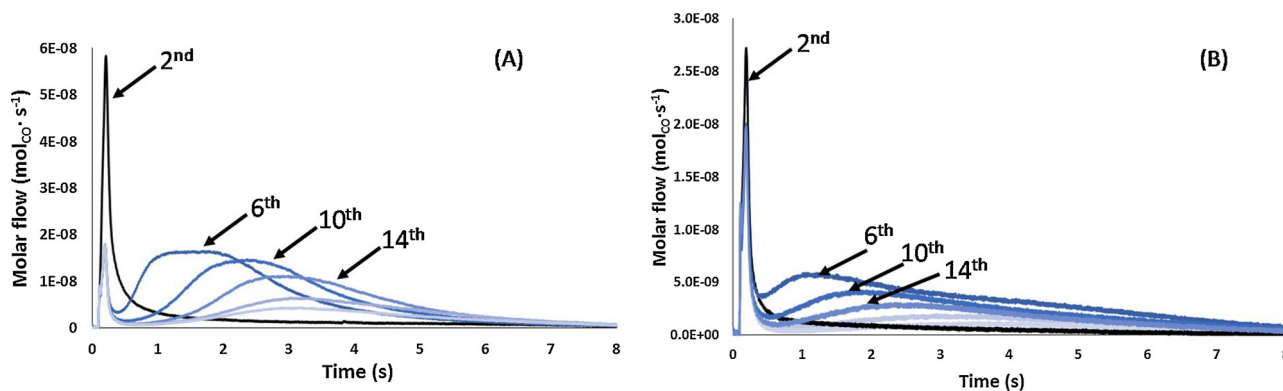 (A)
Molar flow (mol_CO· s⁻¹)
6E-08
5E-08
4E-08
3E-08
2E-08
1E-08
0
2nd
6th
10th
14th
0 1 2 3 4 5 6 7 8
Time (s)
(B)
Molar flow (mol_CO·s⁻¹)
3.0E-08
2.5E-08
2.0E-08
1.5E-08
1.0E-08
5.0E-09
0.0E+00
2nd
6th
10th
14th
0 1 2 3 4 5 6 7 8
Time (s)